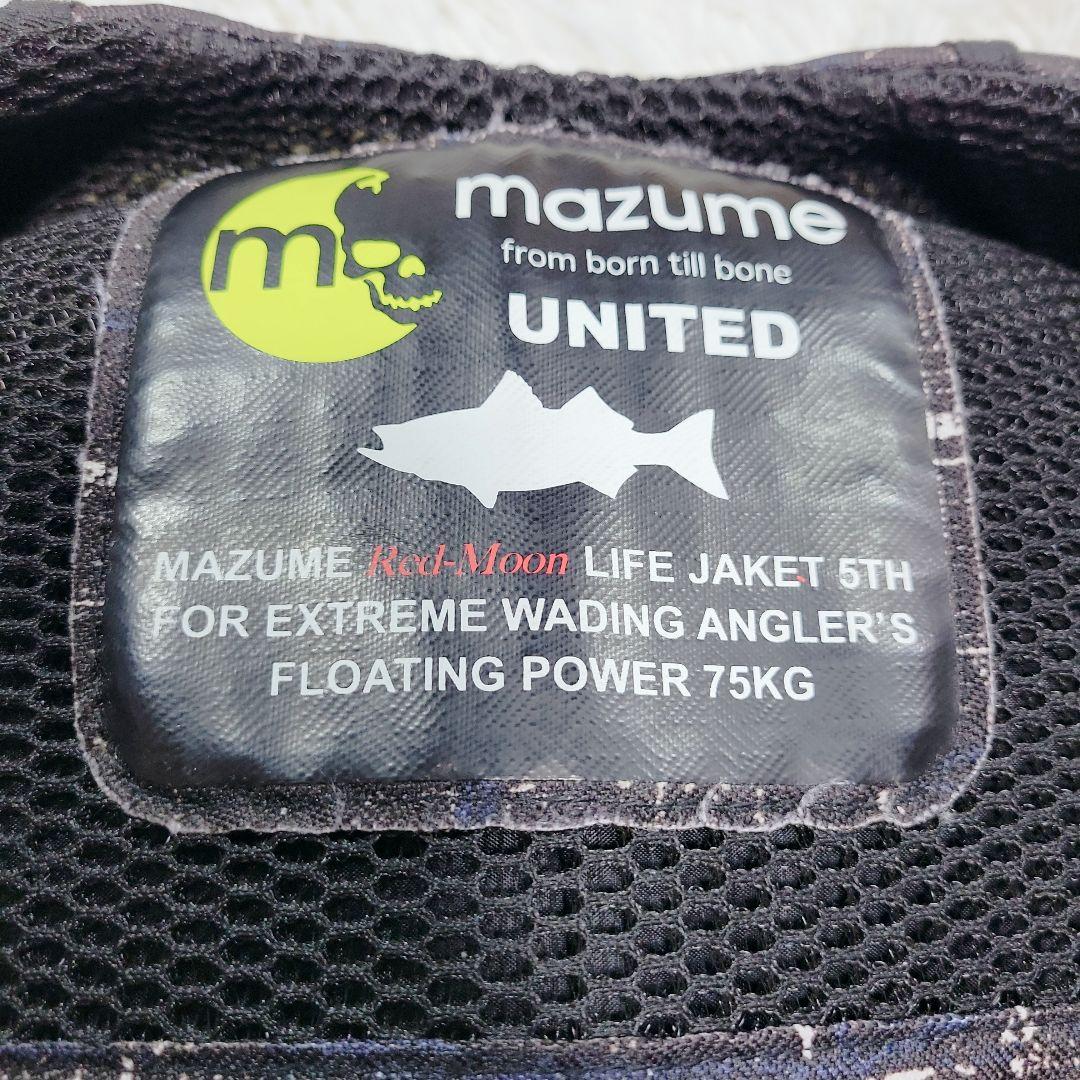 m
mazume
from born till bone
UNITED
MAZUME Red-Moon LIFE JAKET 5TH
FOR EXTREME WADING ANGLER'S
FLOATING POWER 75KG